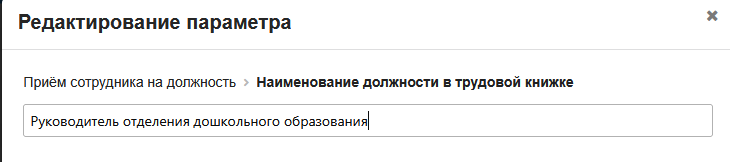 Редактирование параметра
Приём сотрудника на должность > Наименование должности в трудовой книжке
Руководитель отделения дошкольного образования